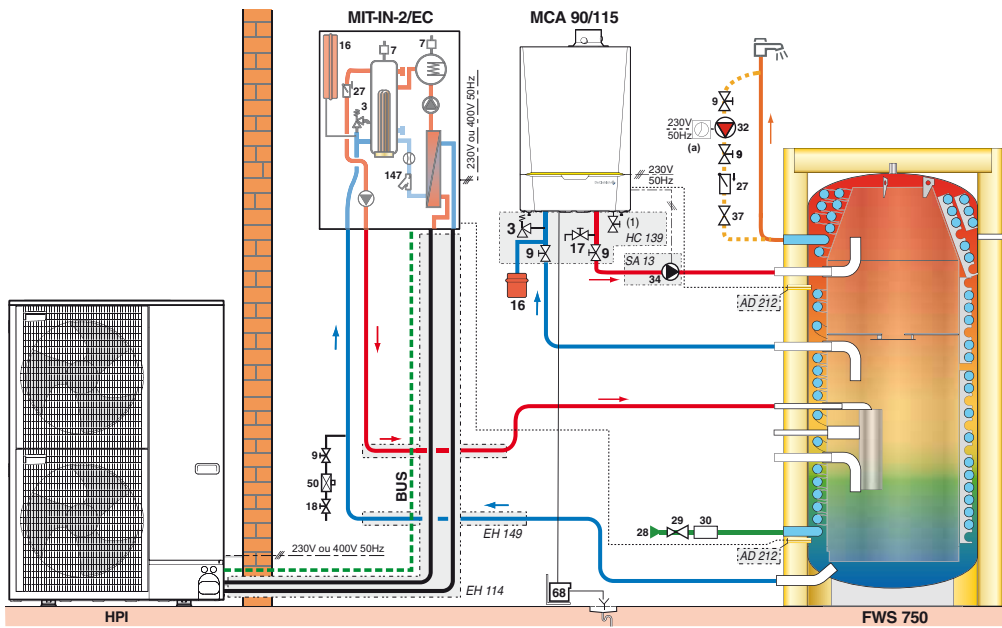 MIT-IN-2/EC
MCA 90/115
16
7
7
27
3
147
230V ou 400V 50Hz
230V
50Hz
(1)
3
17
HC 139
9
9
SA 13
34
16
9
230V
50Hz
(a)
32
9
27
37
AD 212
9
50
18
BUS
EH 149
28
29
30
AD 212
230V ou 400V 50Hz
EH 114
68
HPI
FWS 750